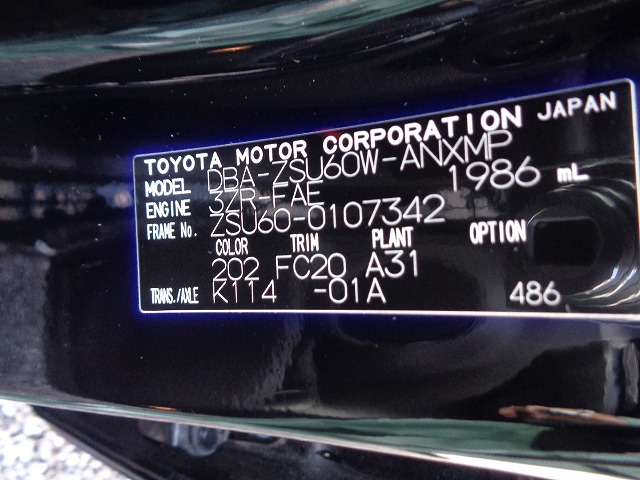 TOYOTA MOTOR CORPORATION JAPAN
MODEL DBA-ZSU60W-ANXMP
ENGINE 3ZR-FAE 1986 mL
FRAME No. ZSU60-0107342
COLOR TRIM PLANT OPTION
202 FC20 A31
TRANS./AXLE K114 -01A 486